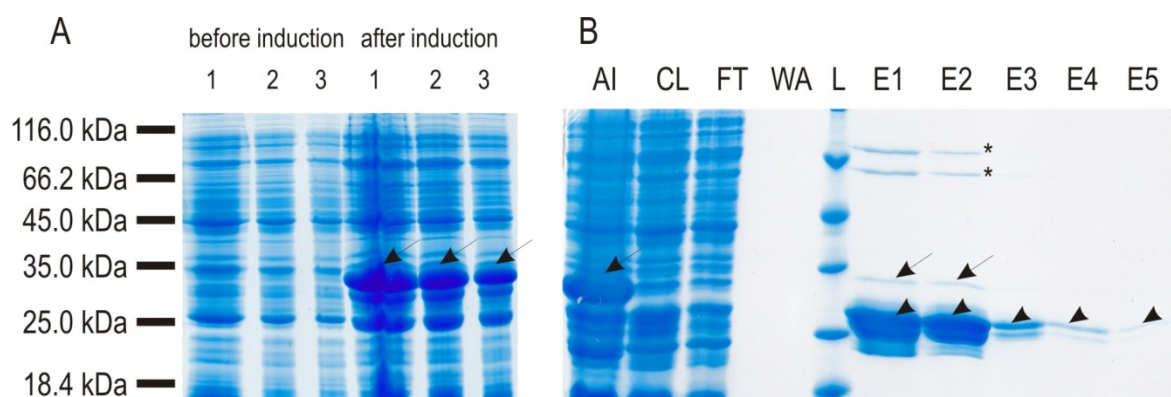 A
before induction after induction
1 2 3 1 2 3
116.0 kDa
66.2 kDa
45.0 kDa
35.0 kDa
25.0 kDa
18.4 kDa
B
AI CL FT WA L E1 E2 E3 E4 E5
*
*